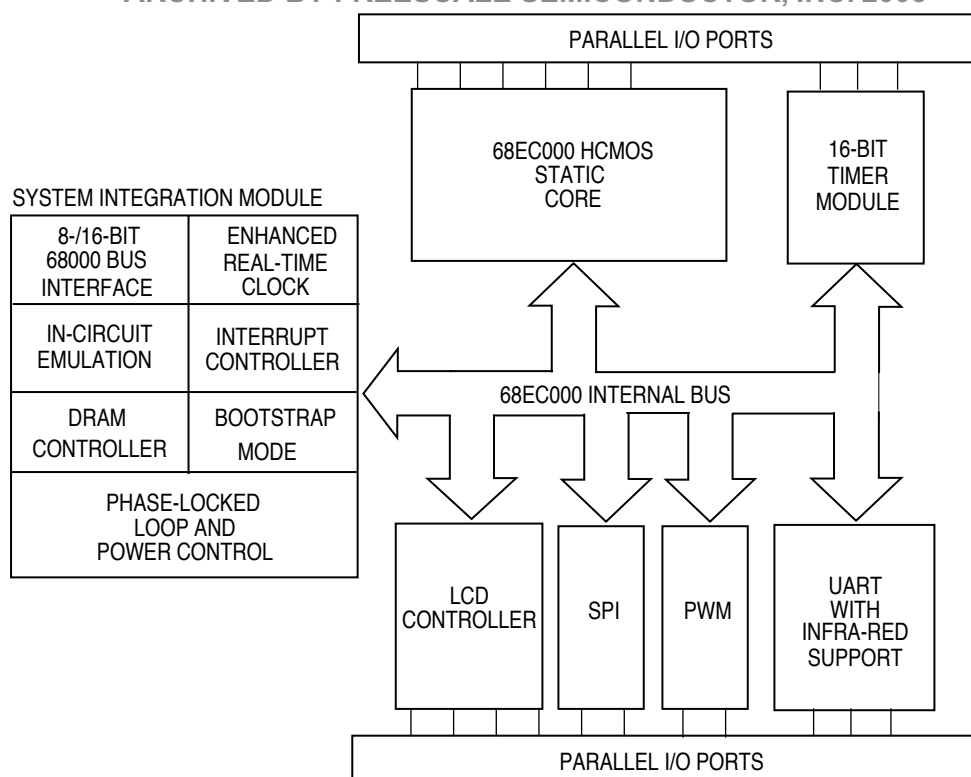 PARALLEL I/O PORTS
68EC000 HCMOS
STATIC
CORE
16-BIT
TIMER
MODULE
SYSTEM INTEGRATION MODULE
8-/16-BIT
68000 BUS
INTERFACE
ENHANCED
REAL-TIME
CLOCK
IN-CIRCUIT
EMULATION
INTERRUPT
CONTROLLER
DRAM
CONTROLLER
BOOTSTRAP
MODE
PHASE-LOCKED
LOOP AND
POWER CONTROL
68EC000 INTERNAL BUS
LCD
CONTROLLER
SPI
PWM
UART
WITH
INFRA-RED
SUPPORT
PARALLEL I/O PORTS